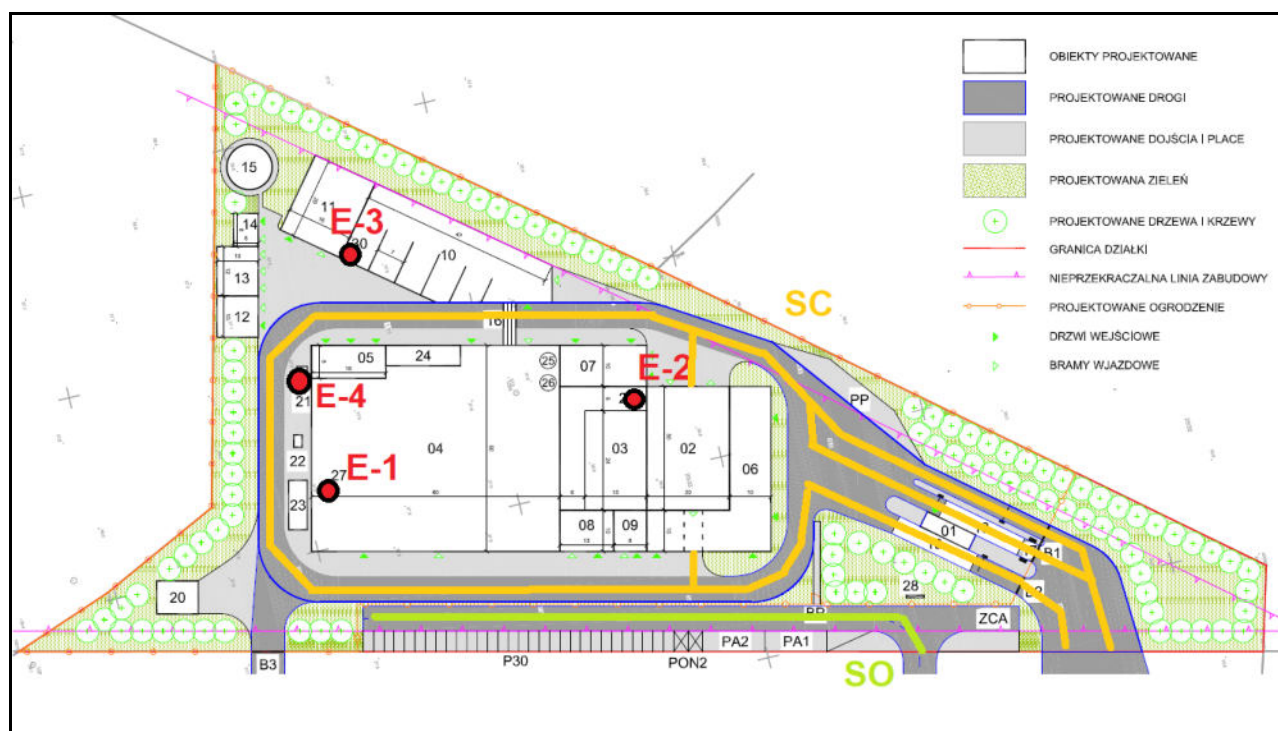 OBIEKTY PROJEKTOWANE
PROJEKTOWANE DROGI
PROJEKTOWANE DOJŚCIA I PLACE
PROJEKTOWANA ZIELEŃ
PROJEKTOWANE DRZEWA I KRZEWY
GRANICA DZIAŁKI
NIEPRZEKRACZALNA LINIA ZABUDOWY
PROJEKTOWANE OGRODZENIE
DRZWI WEJŚCIOWE
BRAMY WJAZDOWE
15
11
E-3
30
10
14
13
12
SC
16
05
24
25
26
07
E-2
E-4
21
PP
04
03
02
06
22
27
E-1
23
08
09
01
B1
B2
20
28
ZCA
B3
P30
PON2
PA2
PA1
SO